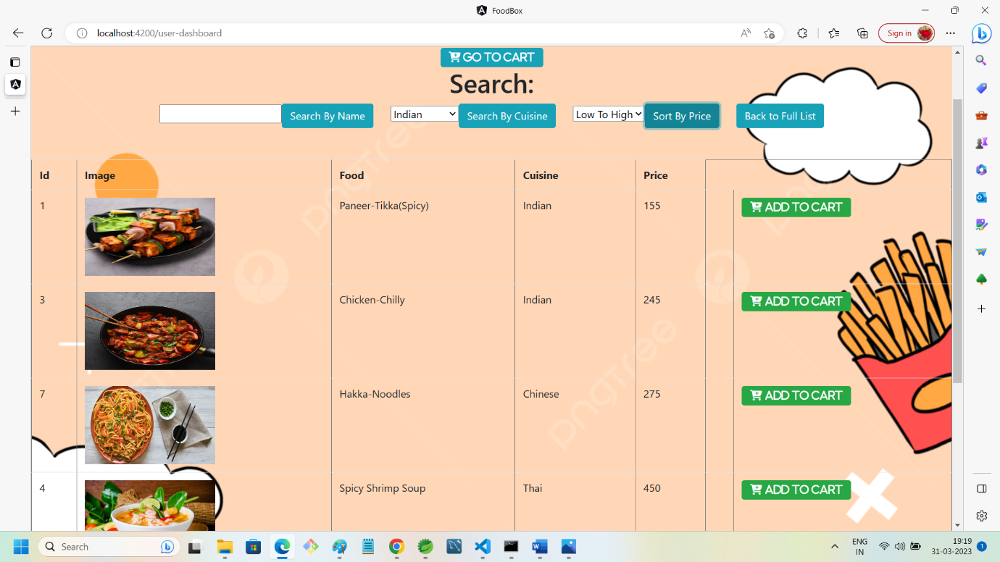 FoodBox
localhost:4200/user-dashboard
Sign in
GO TO CART
Search:
Search By Name Indian Search By Cuisine Low To High Sort By Price Back to Full List
Id Image Food Cuisine Price
1 Paneer-Tikka(Spicy) Indian 155 ADD TO CART
3 Chicken-Chilly Indian 245 ADD TO CART
7 Hakka-Noodles Chinese 275 ADD TO CART
4 Spicy Shrimp Soup Thai 450 ADD TO CART
pngtree
pngtree
Search
ENG
IN
19:19
31-03-2023
1